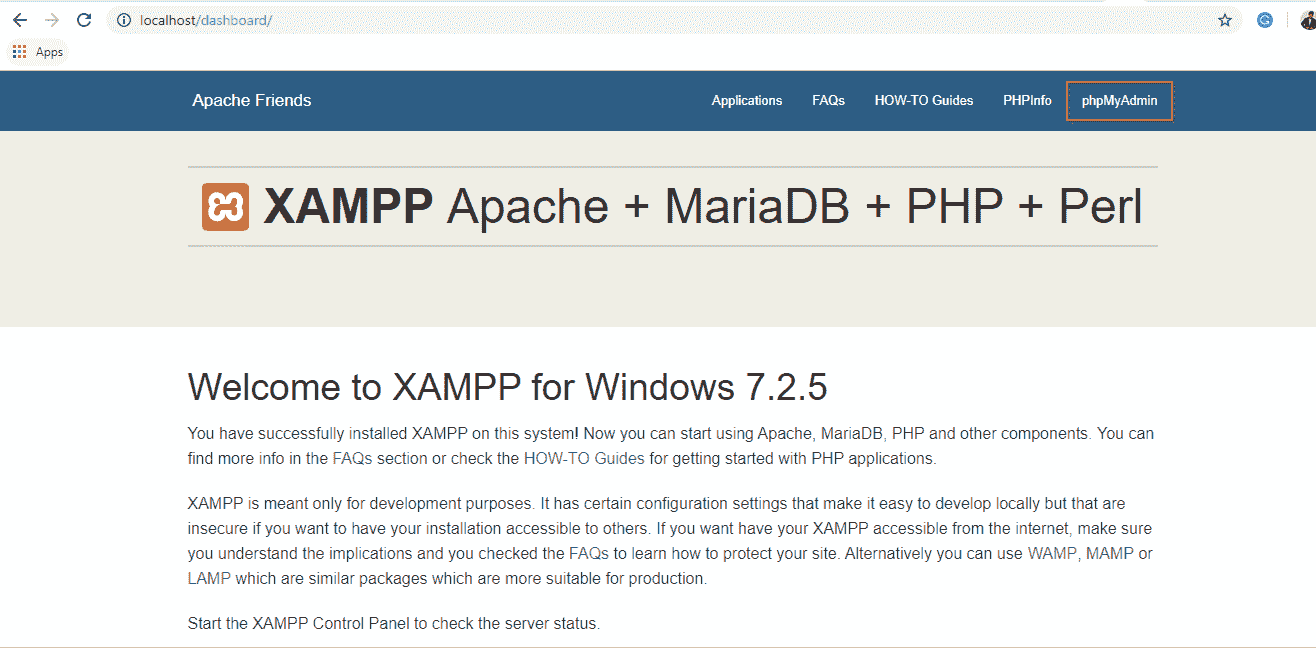 localhost/dashboard/
Apps
Apache Friends
Applications FAQs HOW-TO Guides PHPInfo phpMyAdmin
XAMPP Apache + MariaDB + PHP + Perl
Welcome to XAMPP for Windows 7.2.5
You have successfully installed XAMPP on this system! Now you can start using Apache, MariaDB, PHP and other components. You can
find more info in the FAQs section or check the HOW-TO Guides for getting started with PHP applications.
XAMPP is meant only for development purposes. It has certain configuration settings that make it easy to develop locally but that are
insecure if you want to have your installation accessible to others. If you want have your XAMPP accessible from the internet, make sure
you understand the implications and you checked the FAQs to learn how to protect your site. Alternatively you can use WAMP, MAMP or
LAMP which are similar packages which are more suitable for production.
Start the XAMPP Control Panel to check the server status.